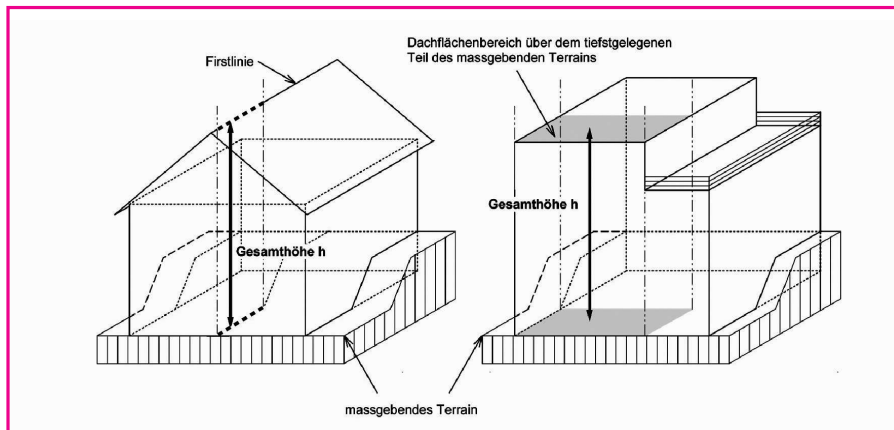 Dachflächenbereich über dem tiefstgelegenen
Teil des massgebenden Terrains
Firstlinie
Gesamthöhe h
Gesamthöhe h
massgebendes Terrain